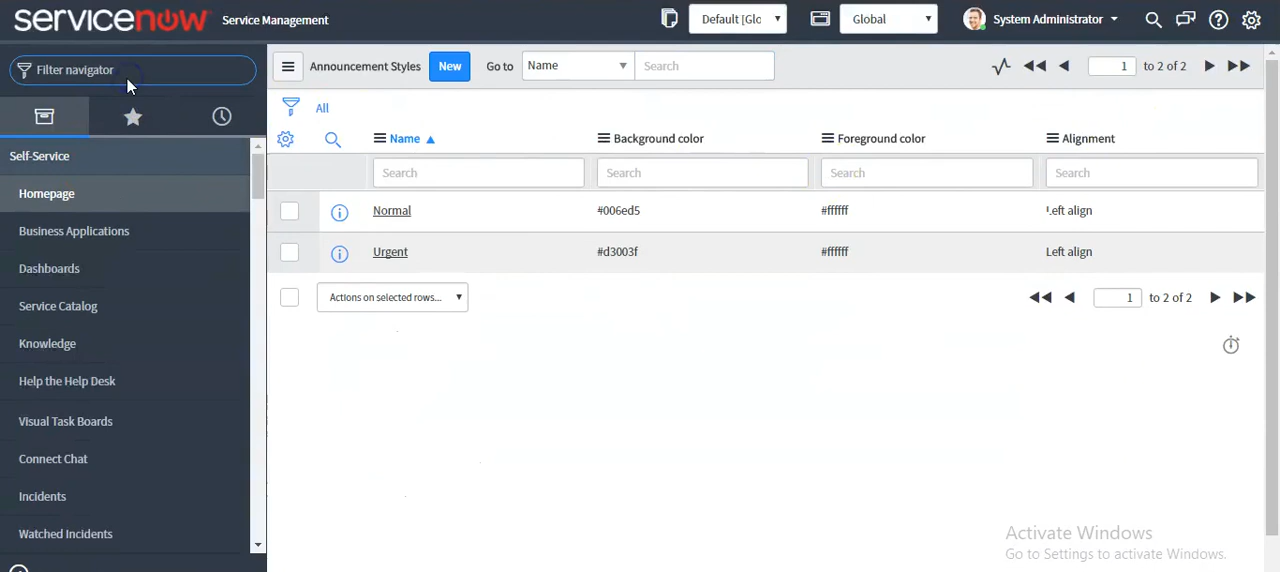 servicenow Service Management Default [Glo Global System Administrator
Filter navigator
Announcement Styles New Go to Name Search 1 to 2 of 2
All
Name Background color Foreground color Alignment
Search Search Search Search
Normal #006ed5 #ffffff Left align
Urgent #d3003f #ffffff Left align
Actions on selected rows... 1 to 2 of 2
Self-Service
Homepage
Business Applications
Dashboards
Service Catalog
Knowledge
Help the Help Desk
Visual Task Boards
Connect Chat
Incidents
Watched Incidents
Activate Windows
Go to Settings to activate Windows.